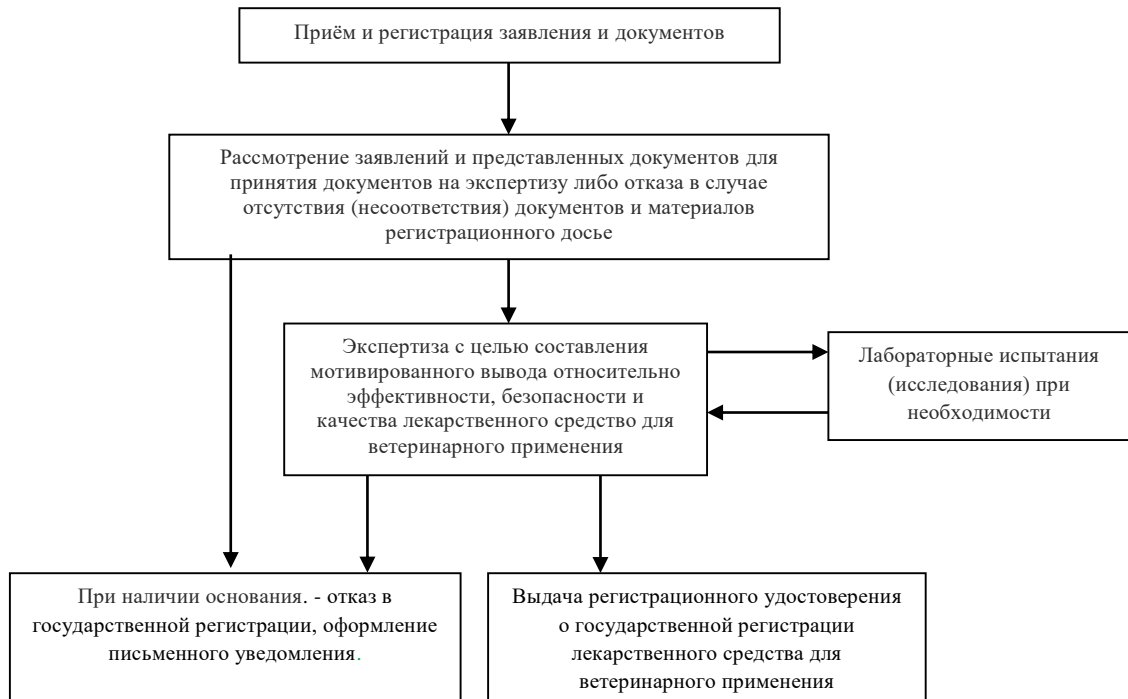 Приём и регистрация заявления и документов
Рассмотрение заявлений и представленных документов для
принятия документов на экспертизу либо отказа в случае
отсутствия (несоответствия) документов и материалов
регистрационного досье
Экспертиза с целью составления
мотивированного вывода относительно
эффективности, безопасности и
качества лекарственного средство для
ветеринарного применения
Лабораторные испытания
(исследования) при
необходимости
При наличии основания. - отказ в
государственной регистрации, оформление
письменного уведомления.
Выдача регистрационного удостоверения
о государственной регистрации
лекарственного средства для
ветеринарного применения